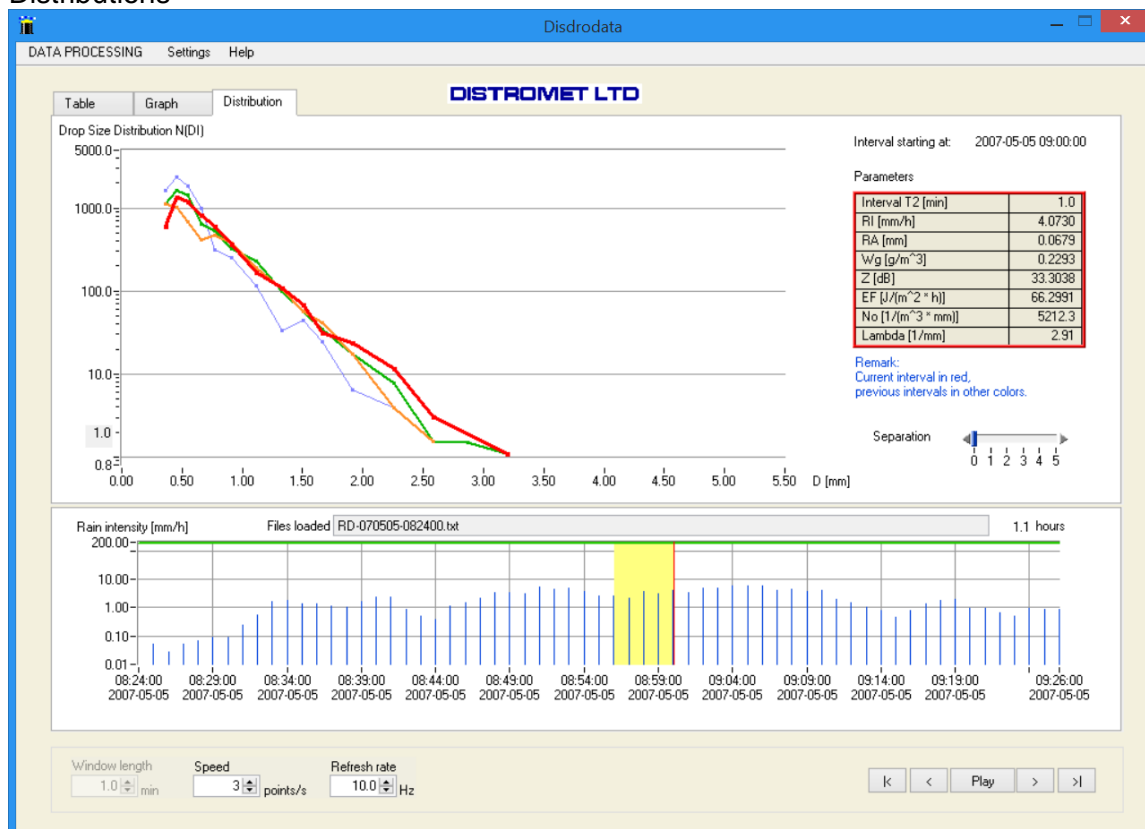 Distributions
Disdrodata
DATA PROCESSING Settings Help
DISTROMET LTD
Table Graph Distribution
Drop Size Distribution N(DI)
5000.0
1000.0
100.0
10.0
1.0
0.8
0.00 0.50 1.00 1.50 2.00 2.50 3.00 3.50 4.00 4.50 5.00 5.50 D [mm]
Interval starting at: 2007-05-05 09:00:00
Parameters
Interval T2 [min] 1.0
RI [mm/h] 4.0730
RA [mm] 0.0679
Wg [g/m^3] 0.2293
Z [dB] 33.3038
EF [J/(m^2 * h)] 66.2991
No [1/(m^3 * mm)] 5212.3
Lambda [1/mm] 2.91
Remark:
Current interval in red,
previous intervals in other colors.
Separation
0 1 2 3 4 5
Rain intensity [mm/h] Files loaded RD-070505-082400.txt 1.1 hours
200.00
10.00
1.00
0.10
0.01
08:24:00 08:29:00 08:34:00 08:39:00 08:44:00 08:49:00 08:54:00 08:59:00 09:04:00 09:09:00 09:14:00 09:19:00 09:26:00
2007-05-05 2007-05-05 2007-05-05 2007-05-05 2007-05-05 2007-05-05 2007-05-05 2007-05-05 2007-05-05 2007-05-05 2007-05-05 2007-05-05 2007-05-05
Window length Speed Refresh rate
1.0 min 3 points/s 10.0 Hz
|< < Play > >|